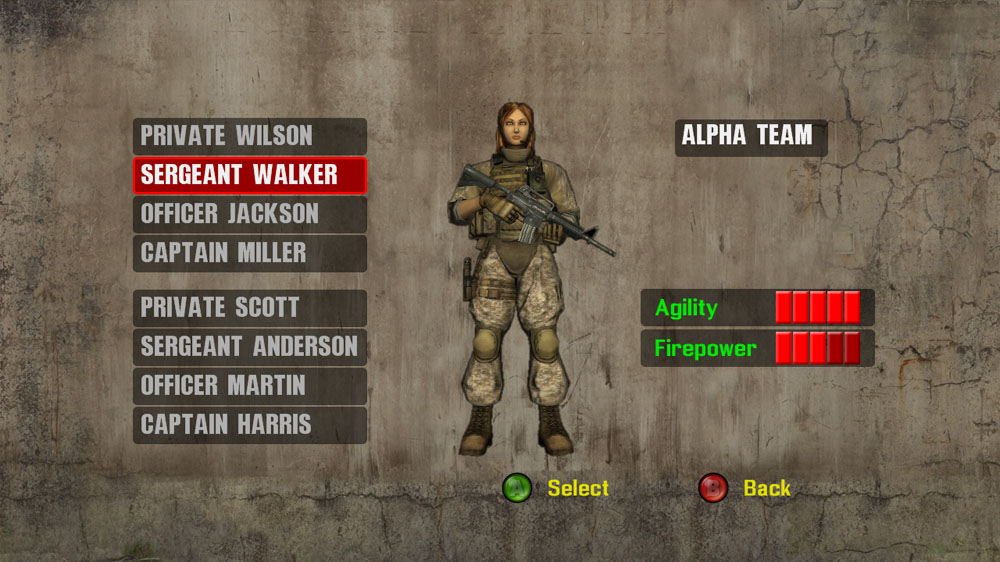 PRIVATE WILSON
SERGEANT WALKER
OFFICER JACKSON
CAPTAIN MILLER
PRIVATE SCOTT
SERGEANT ANDERSON
OFFICER MARTIN
CAPTAIN HARRIS
ALPHA TEAM
Agility
Firepower
A Select
B Back